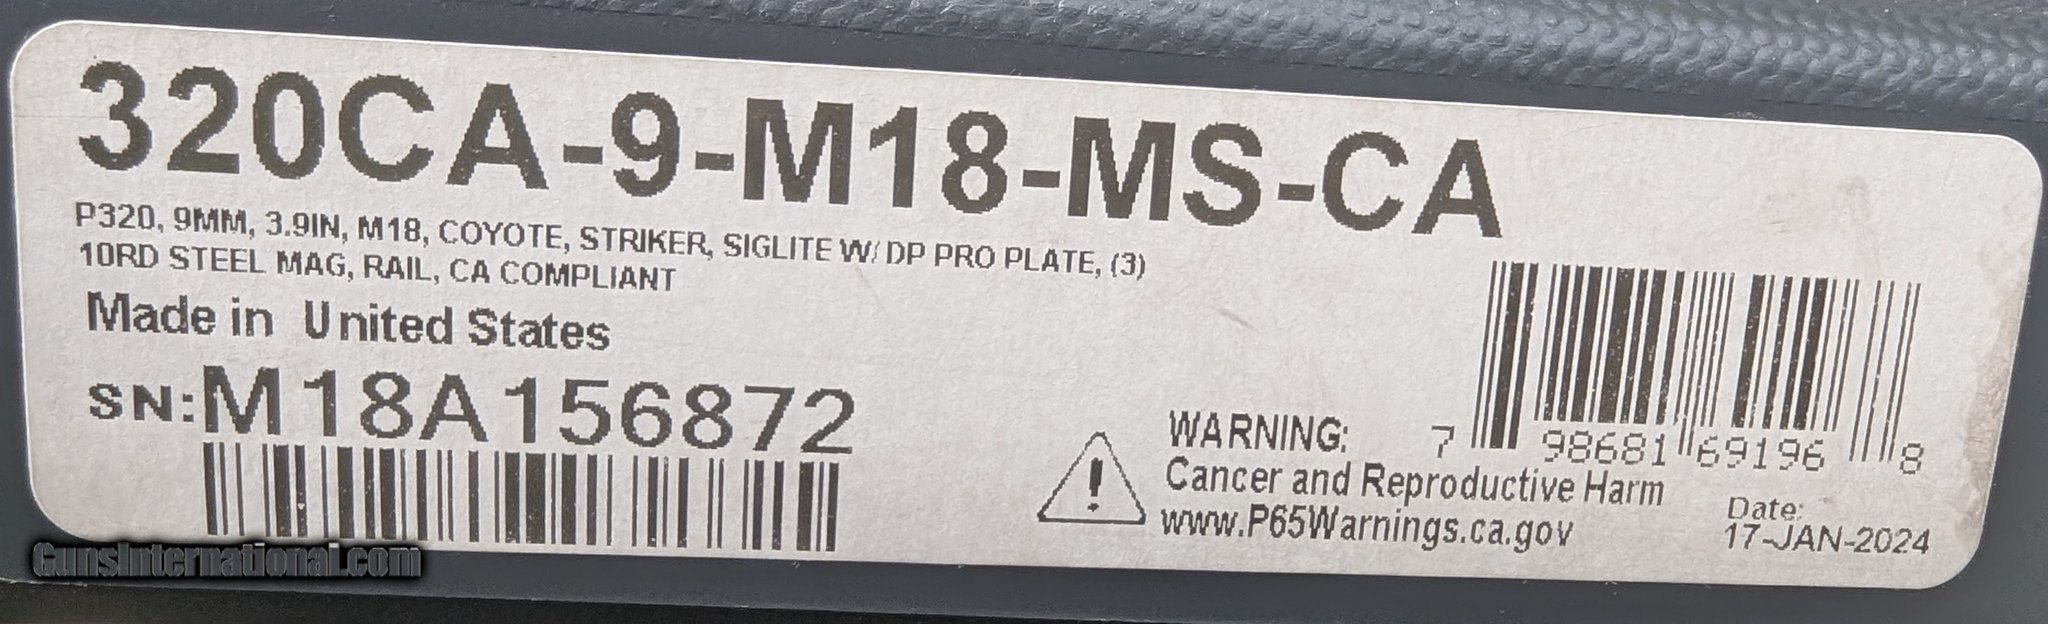 320CA-9-M18-MS-CA
P320, 9MM, 3.9IN, M18, COYOTE, STRIKER, SIGLITE W/ DP PRO PLATE, (3)
10RD STEEL MAG, RAIL, CA COMPLIANT
Made in United States
SN:M18A156872
7 98681 69196 8
WARNING:
Cancer and Reproductive Harm
www.P65Warnings.ca.gov
Date:
17-JAN-2024
GunsInternational.com